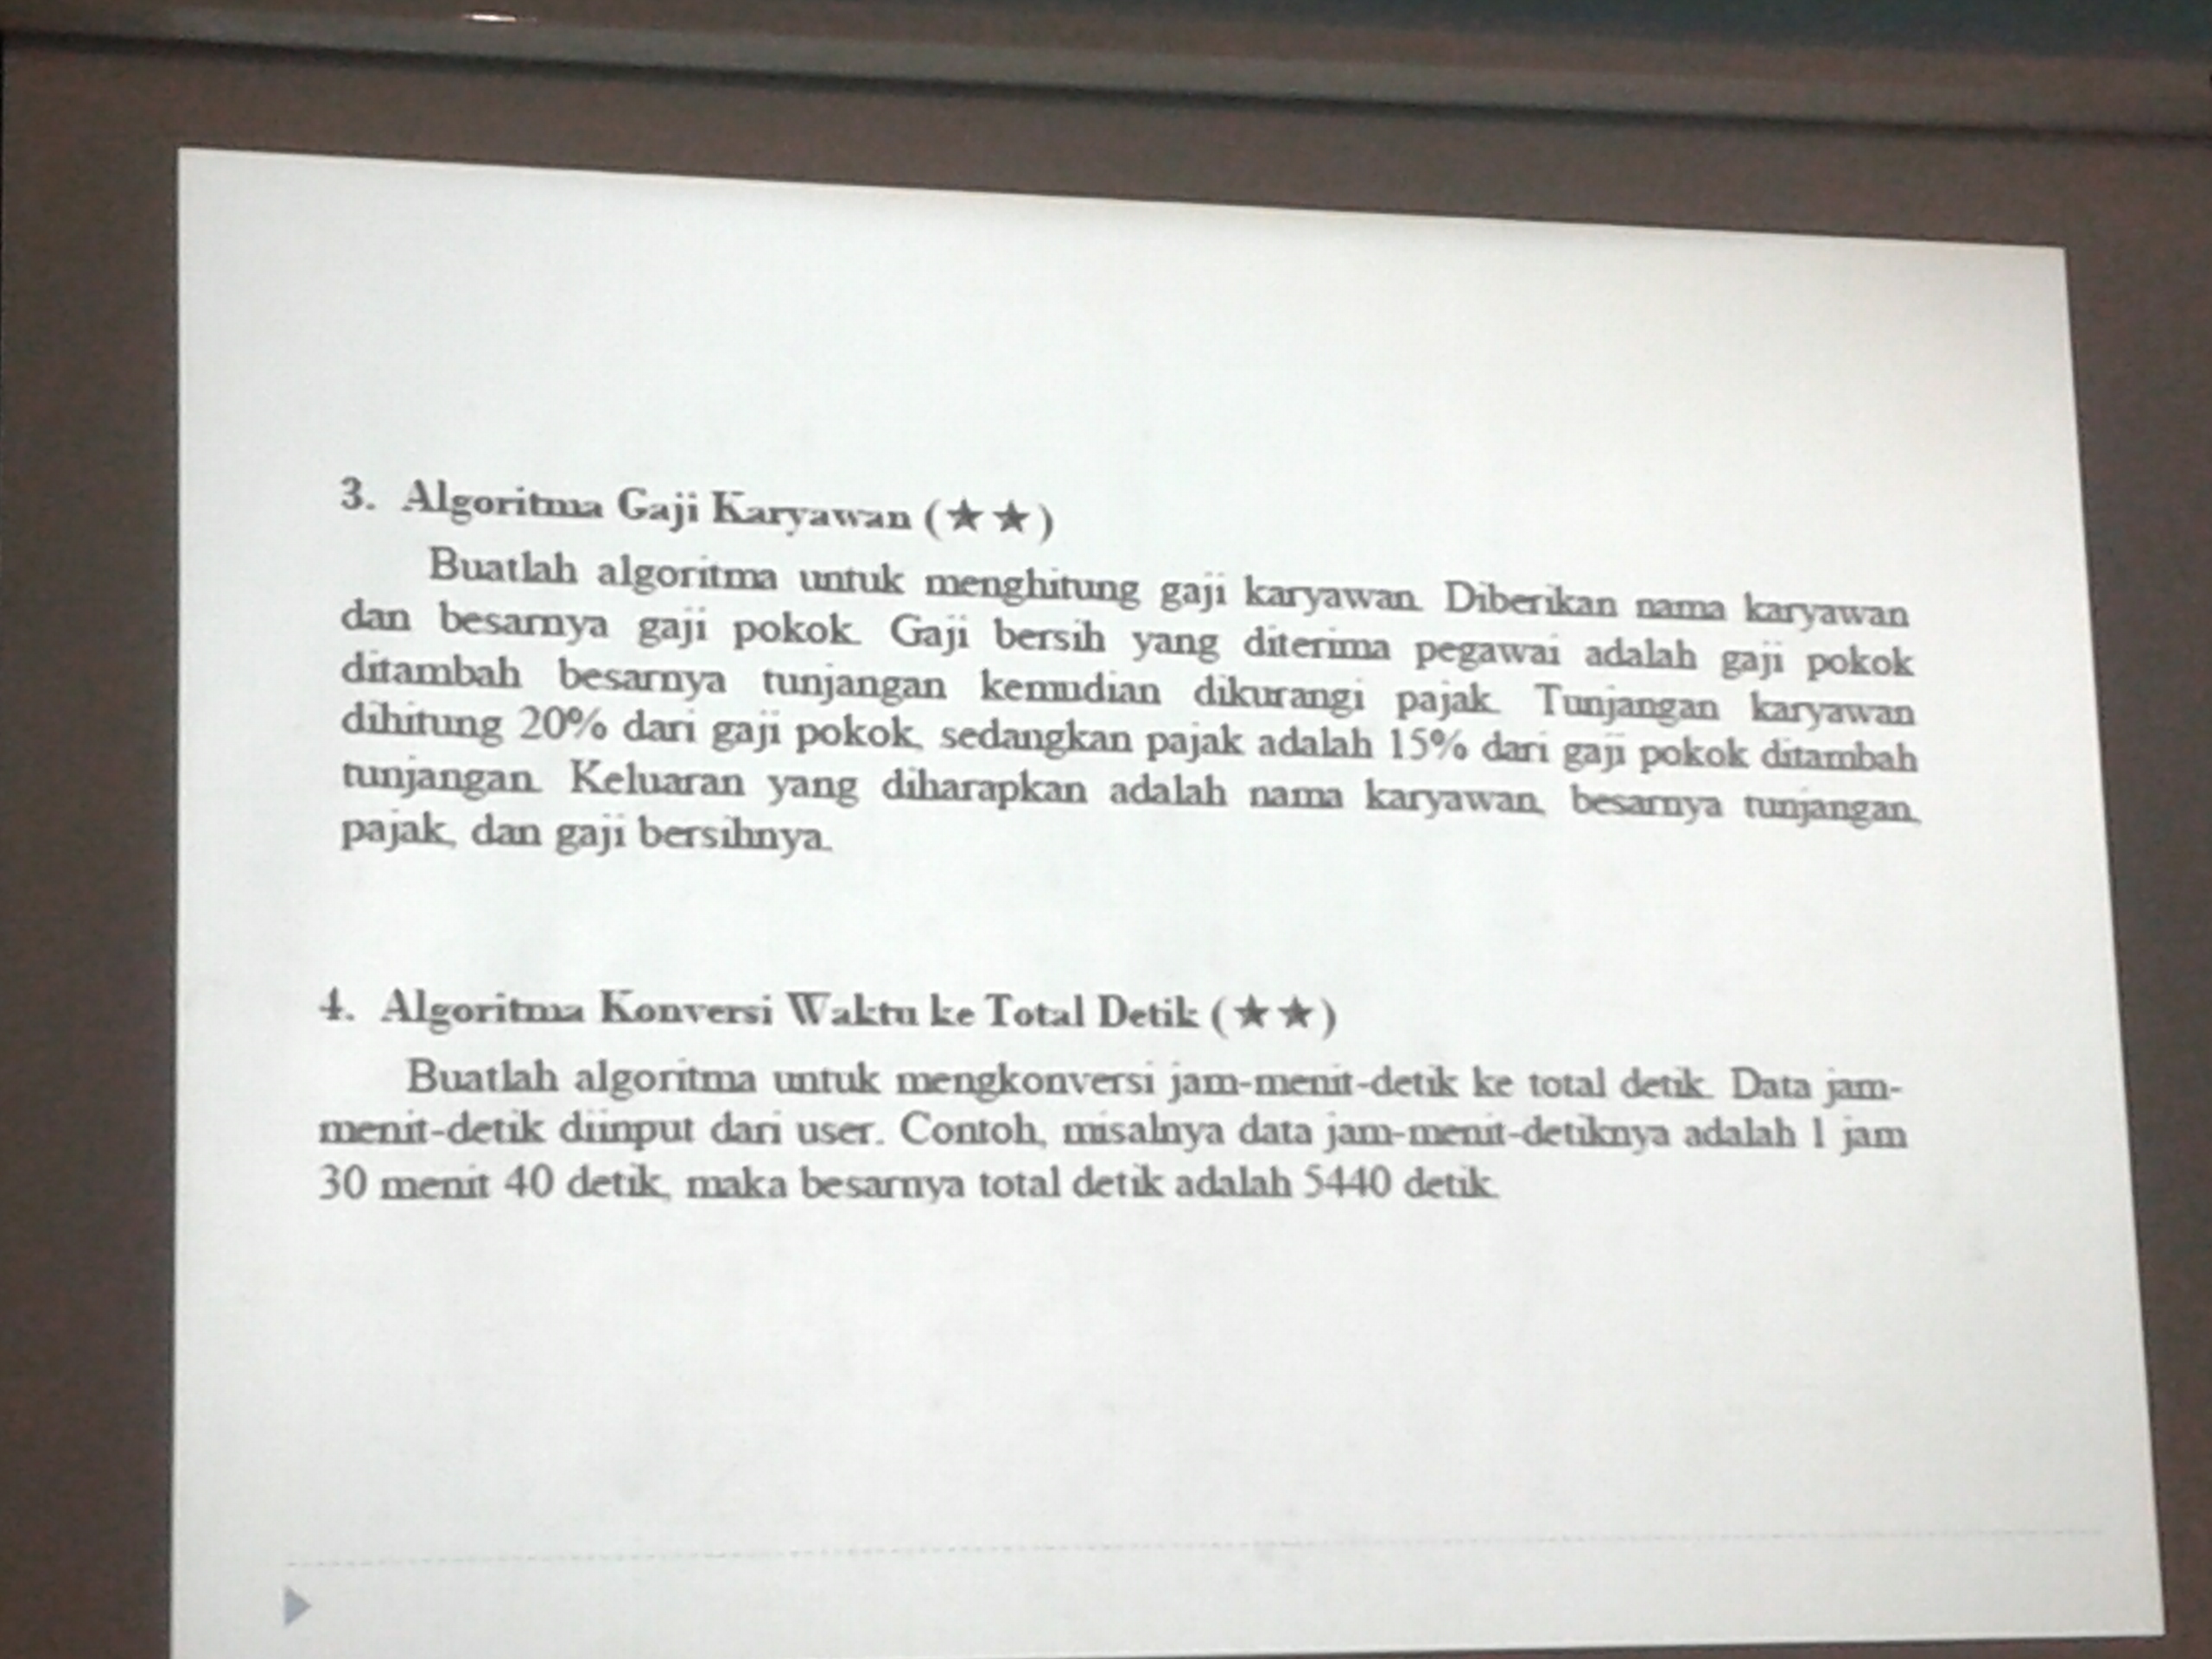 3. Algoritma Gaji Karyawan (★★)
Buatlah algoritma untuk menghitung gaji karyawan. Diberikan nama karyawan
dan besarnya gaji pokok. Gaji bersih yang diterima pegawai adalah gaji pokok
ditambah besarnya tunjangan kemudian dikurangi pajak. Tunjangan karyawan
dihitung 20% dari gaji pokok, sedangkan pajak adalah 15% dari gaji pokok ditambah
tunjangan. Keluaran yang diharapkan adalah nama karyawan, besarnya tunjangan,
pajak, dan gaji bersihnya.
4. Algoritma Konversi Waktu ke Total Detik (★★)
Buatlah algoritma untuk mengkonversi jam-menit-detik ke total detik. Data jam-
menit-detik diinput dari user. Contoh, misalnya data jam-menit-detiknya adalah 1 jam
30 menit 40 detik, maka besarnya total detik adalah 5440 detik.